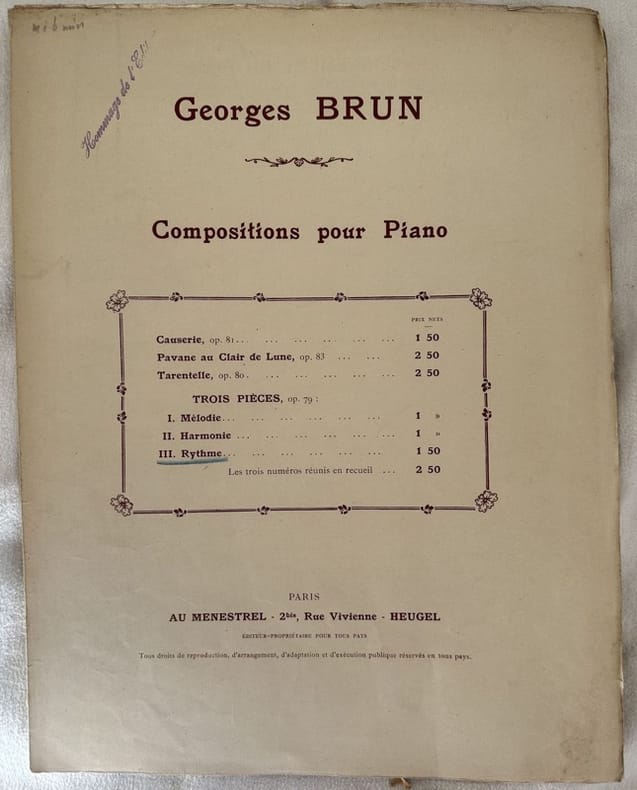 Hommage de l'Edi
Georges BRUN
Compositions pour Piano
PRIX NETS
Causerie, op. 81... ... ... ... ... ... 1 50
Pavane au Clair de Lune, op. 83 ... ... 2 50
Tarentelle, op. 80. ... ... ... ... ... 2 50
TROIS PIÈCES, op. 79 :
I. Mélodie... ... ... ... ... ... 1 »
II. Harmonie ... ... ... ... ... 1 »
III. Rythme... ... ... ... ... ... 1 50
Les trois numéros réunis en recueil ... 2 50
PARIS
AU MENESTREL - 2bis, Rue Vivienne - HEUGEL
ÉDITEUR-PROPRIÉTAIRE POUR TOUS PAYS
Tous droits de reproduction, d'arrangement, d'adaptation et d'exécution publique réservés en tous pays.